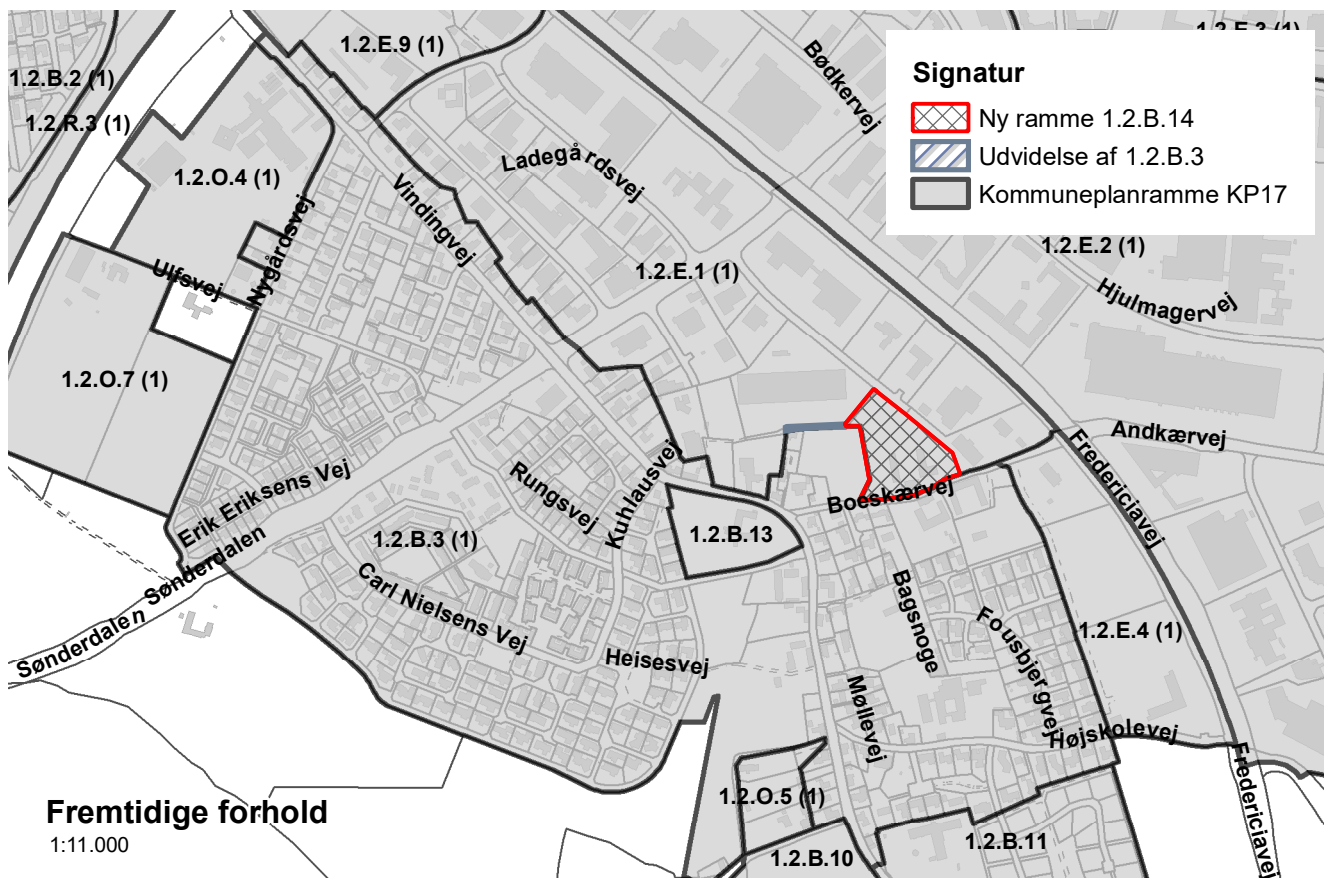 1.2.E.9 (1)
Bødkervej
Signatur
Ny ramme 1.2.B.14
Udvidelse af 1.2.B.3
Kommuneplanramme KP17
1.2.B.2 (1)
1.2.R.3 (1)
1.2.O.4 (1)
Ladegårdsvej
Vindingvej
Nygårdsvej
Ulfsvej
1.2.E.1 (1)
1.2.E.2 (1)
Hjulmagervej
1.2.O.7 (1)
Andkærvej
Fredericiavej
Erik Eriksens Vej
Rungsvej
Kuhlausvej
Boeskærvej
1.2.B.3 (1)
1.2.B.13
Sønderdalen
Sønderdalen
Carl Nielsens Vej
Heisesvej
Bagsnoge
Fousbjergvej
1.2.E.4 (1)
Møllevej
Højskolevej
Fredericiavej
1.2.O.5 (1)
1.2.B.10
1.2.B.11
Fremtidige forhold
1:11.000